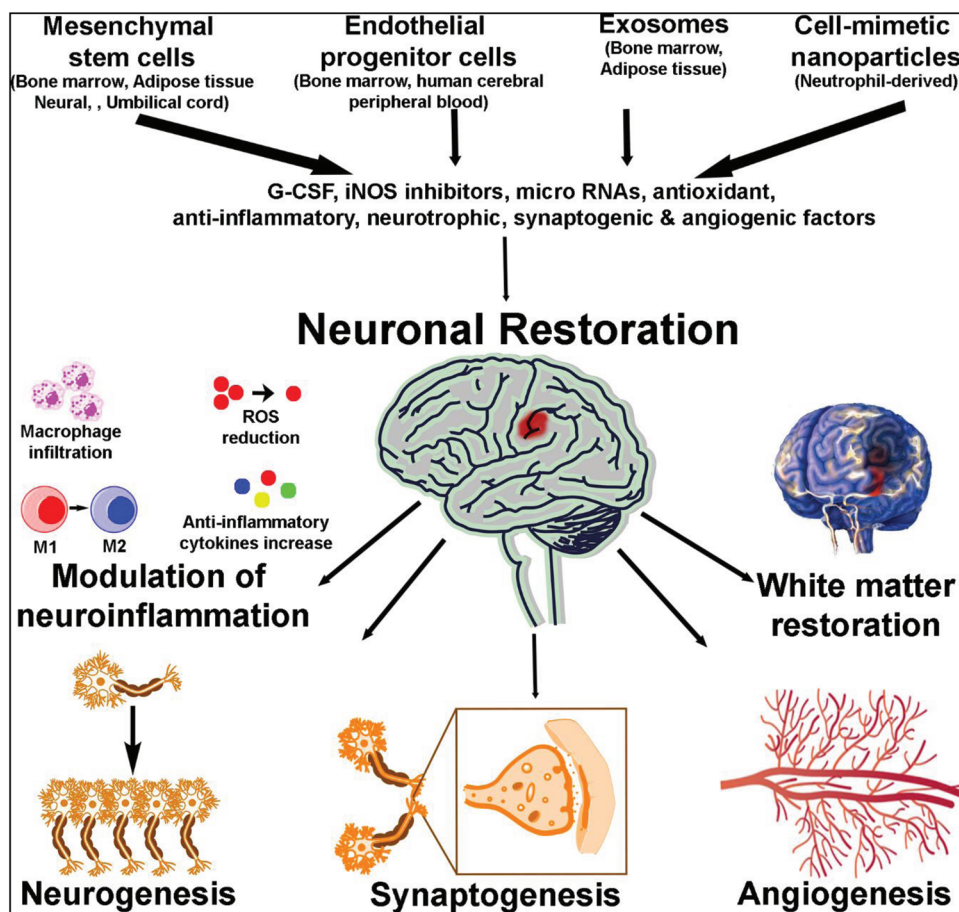 Mesenchymal
stem cells
(Bone marrow, Adipose tissue
Neural, , Umbilical cord)
Endothelial
progenitor cells
(Bone marrow, human cerebral
peripheral blood)
Exosomes
(Bone marrow,
Adipose tissue)
Cell-mimetic
nanoparticles
(Neutrophil-derived)
G-CSF, iNOS inhibitors, micro RNAs, antioxidant,
anti-inflammatory, neurotrophic, synaptogenic & angiogenic factors
Neuronal Restoration
Macrophage
infiltration
ROS
reduction
M1
M2
Anti-inflammatory
cytokines increase
Modulation of
neuroinflammation
White matter
restoration
Neurogenesis
Synaptogenesis
Angiogenesis